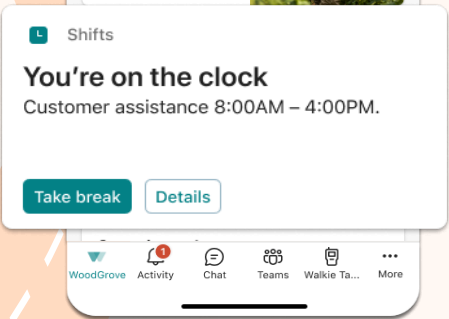 Shifts
You're on the clock
Customer assistance 8:00AM – 4:00PM.
Take break Details
1
WoodGrove Activity Chat Teams Walkie Ta... More